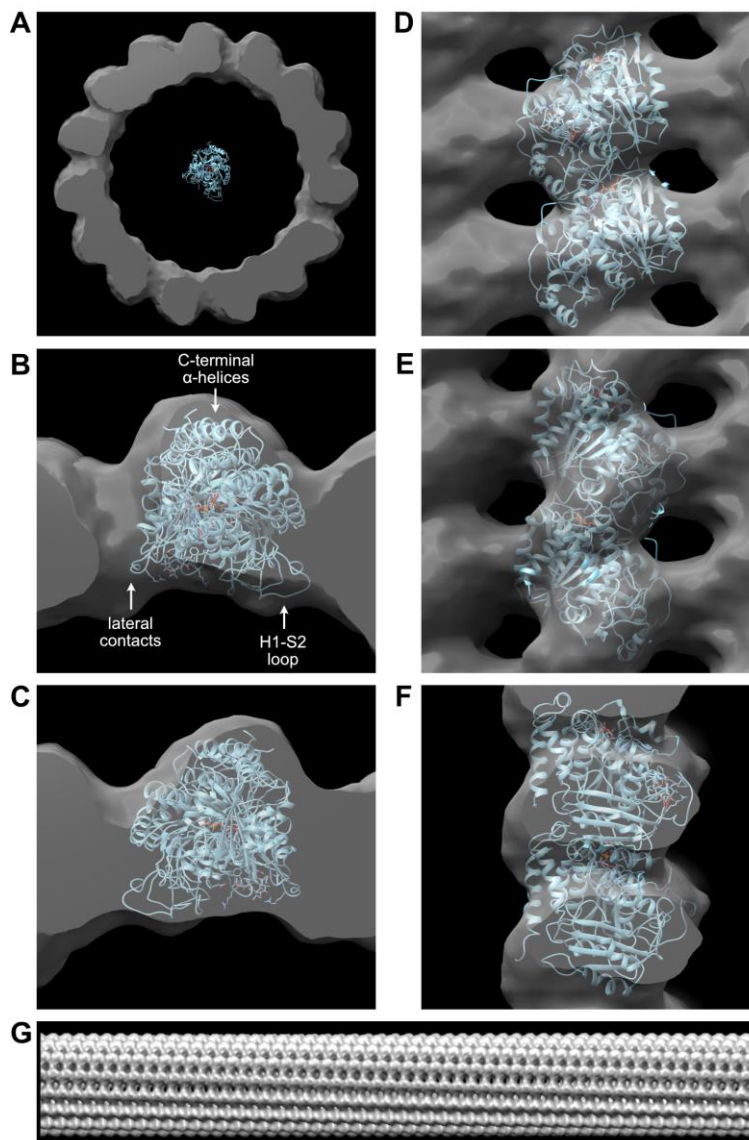 A
D
B
C-terminal
α-helices
lateral
contacts
H1-S2
loop
E
C
F
G